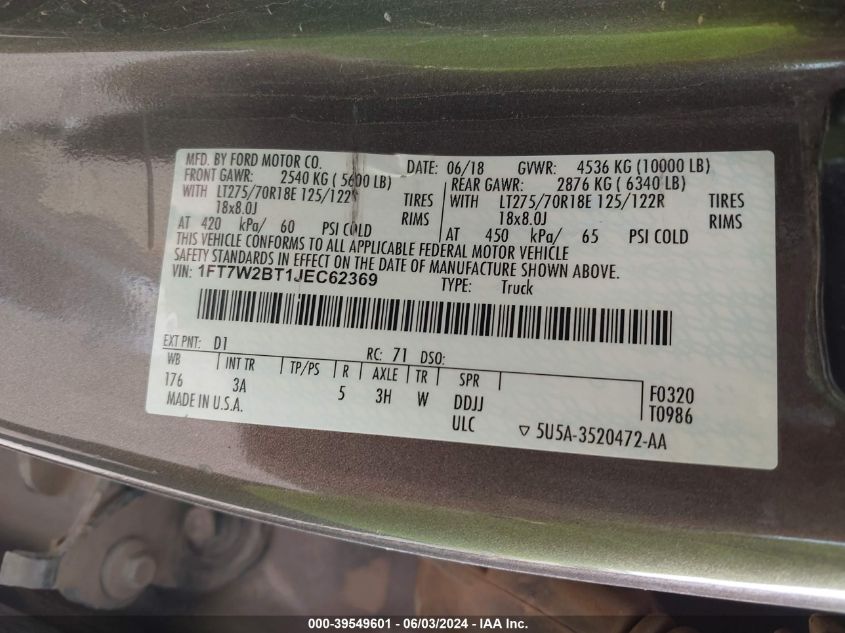 MFD. BY FORD MOTOR CO.
DATE: 06/18 GVWR: 4536 KG (10000 LB)
FRONT GAWR: 2540 KG ( 5600 LB)
REAR GAWR: 2876 KG ( 6340 LB)
WITH LT275/70R18E 125/122R TIRES
WITH LT275/70R18E 125/122R TIRES
18x8.0J RIMS
18x8.0J RIMS
AT 420 kPa/ 60 PSI COLD
AT 450 kPa/ 65 PSI COLD
THIS VEHICLE CONFORMS TO ALL APPLICABLE FEDERAL MOTOR VEHICLE
SAFETY STANDARDS IN EFFECT ON THE DATE OF MANUFACTURE SHOWN ABOVE.
VIN: 1FT7W2BT1JEC62369
TYPE: Truck
EXT PNT: D1 RC: 71 DSO:
WB INT TR TP/PS R AXLE TR SPR
176 3A 5 3H W DDJJ
F0320
T0986
MADE IN U.S.A. ULC
▽ 5U5A-3520472-AA
000-39549601 - 06/03/2024 - IAA Inc.